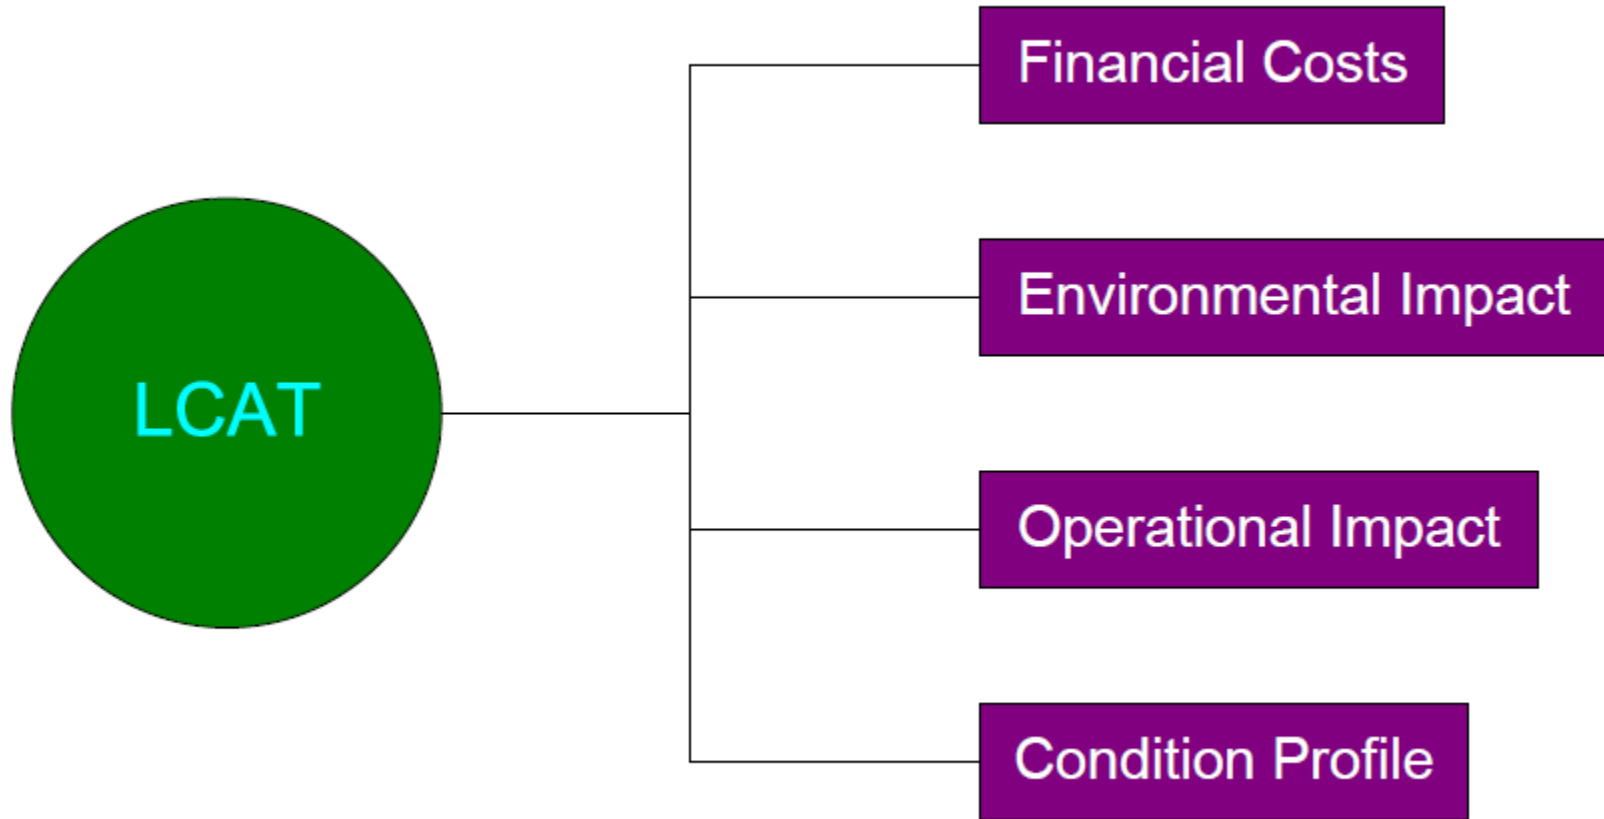 LCAT
Financial Costs
Environmental Impact
Operational Impact
Condition Profile